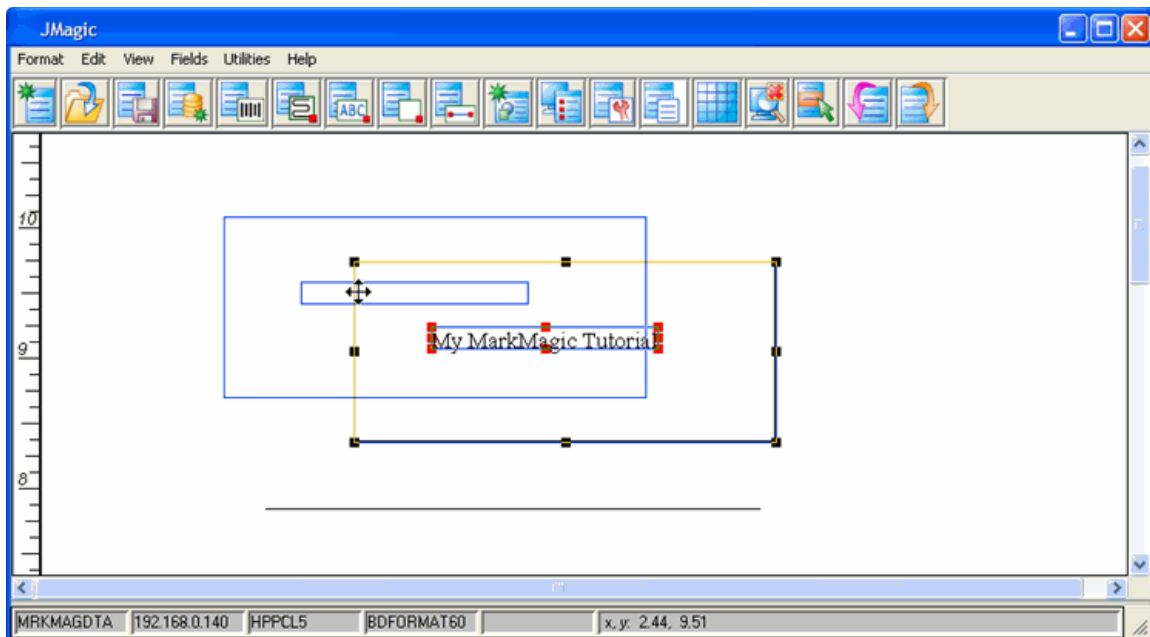 JMagic
Format Edit View Fields Utilities Help
ABC
10
My MarkMagic Tutorial
9
8
MRKMAGDTA 192.168.0.140 HPPCL5 BDFORMAT60 x, y: 2.44, 9.51